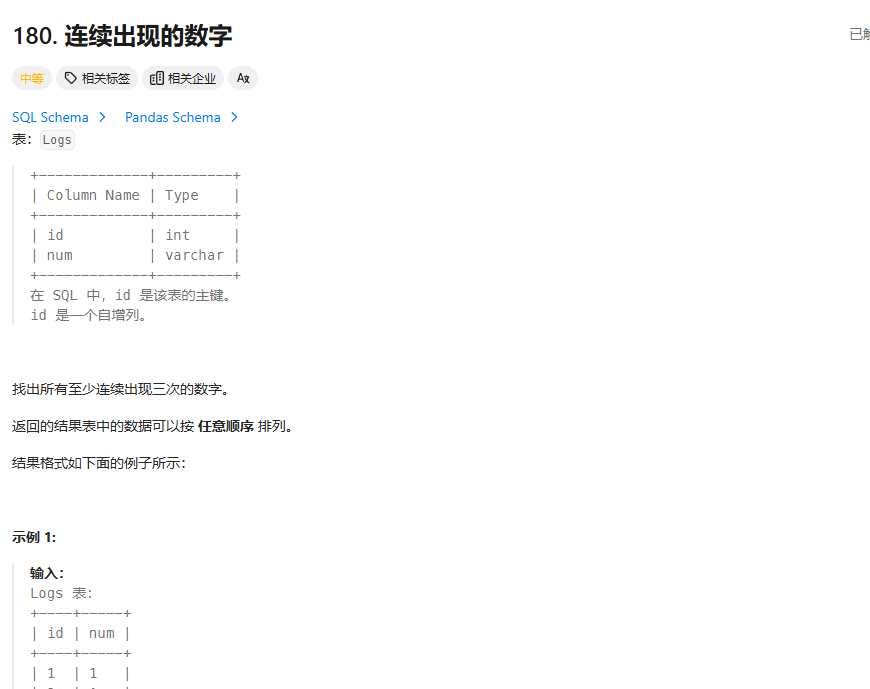 180. 连续出现的数字
已解
中等 相关标签 相关企业 Aあ
SQL Schema > Pandas Schema >
表：Logs
+-------------+---------+
| Column Name | Type    |
+-------------+---------+
| id          | int     |
| num         | varchar |
+-------------+---------+
在 SQL 中，id 是该表的主键。
id 是一个自增列。
找出所有至少连续出现三次的数字。
返回的结果表中的数据可以按 任意顺序 排列。
结果格式如下面的例子所示：
示例 1:
输入：
Logs 表：
+----+-----+
| id | num |
+----+-----+
| 1  | 1   |